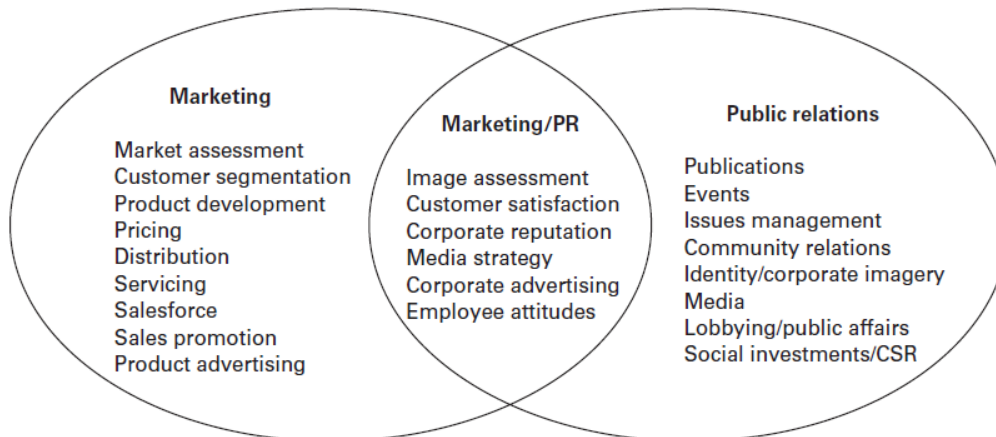 Marketing
Market assessment
Customer segmentation
Product development
Pricing
Distribution
Servicing
Salesforce
Sales promotion
Product advertising
Marketing/PR
Image assessment
Customer satisfaction
Corporate reputation
Media strategy
Corporate advertising
Employee attitudes
Public relations
Publications
Events
Issues management
Community relations
Identity/corporate imagery
Media
Lobbying/public affairs
Social investments/CSR